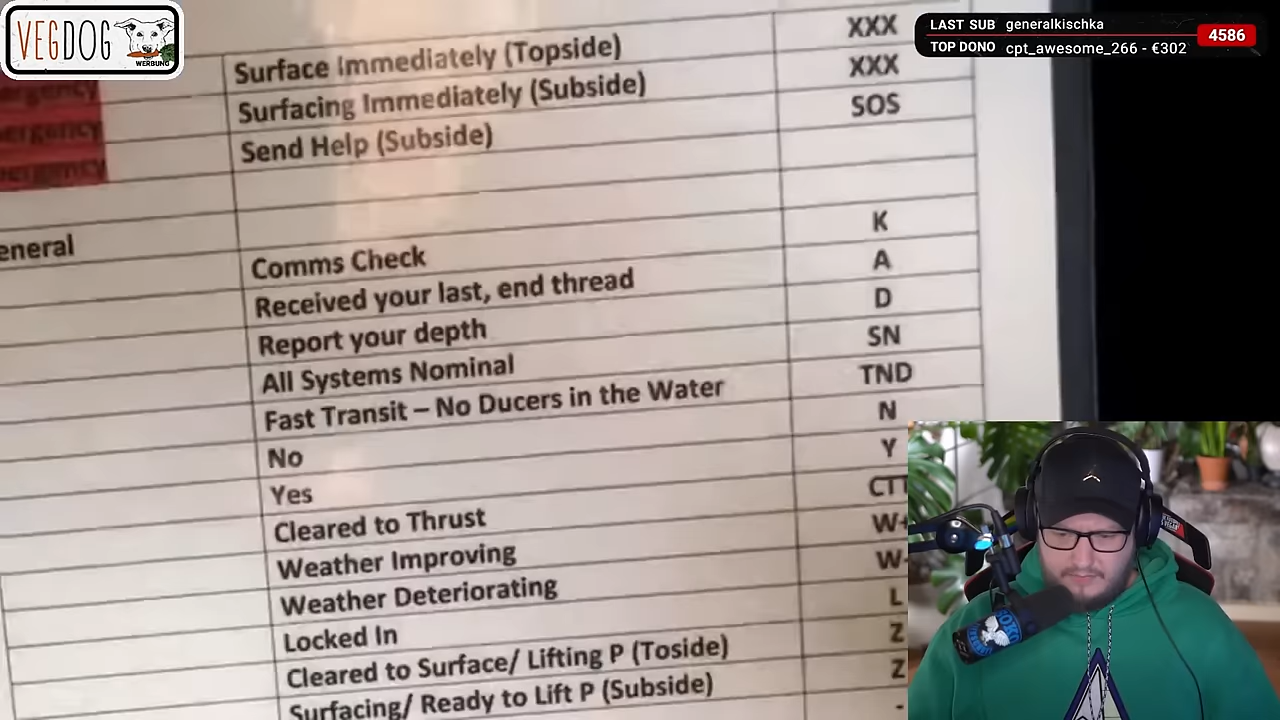 VEGDOG
WERBUNG
LAST SUB generalkischka
TOP DONO cpt_awesome_266 - €302
4586
Surface Immediately (Topside) XXX
Surfacing Immediately (Subside) XXX
Send Help (Subside) SOS
Comms Check K
Received your last, end thread A
Report your depth D
All Systems Nominal SN
Fast Transit – No Ducers in the Water TND
No N
Yes Y
Cleared to Thrust
Weather Improving
Weather Deteriorating
Locked In L
Cleared to Surface/ Lifting P (Toside) Z
Surfacing/ Ready to Lift P (Subside) Z